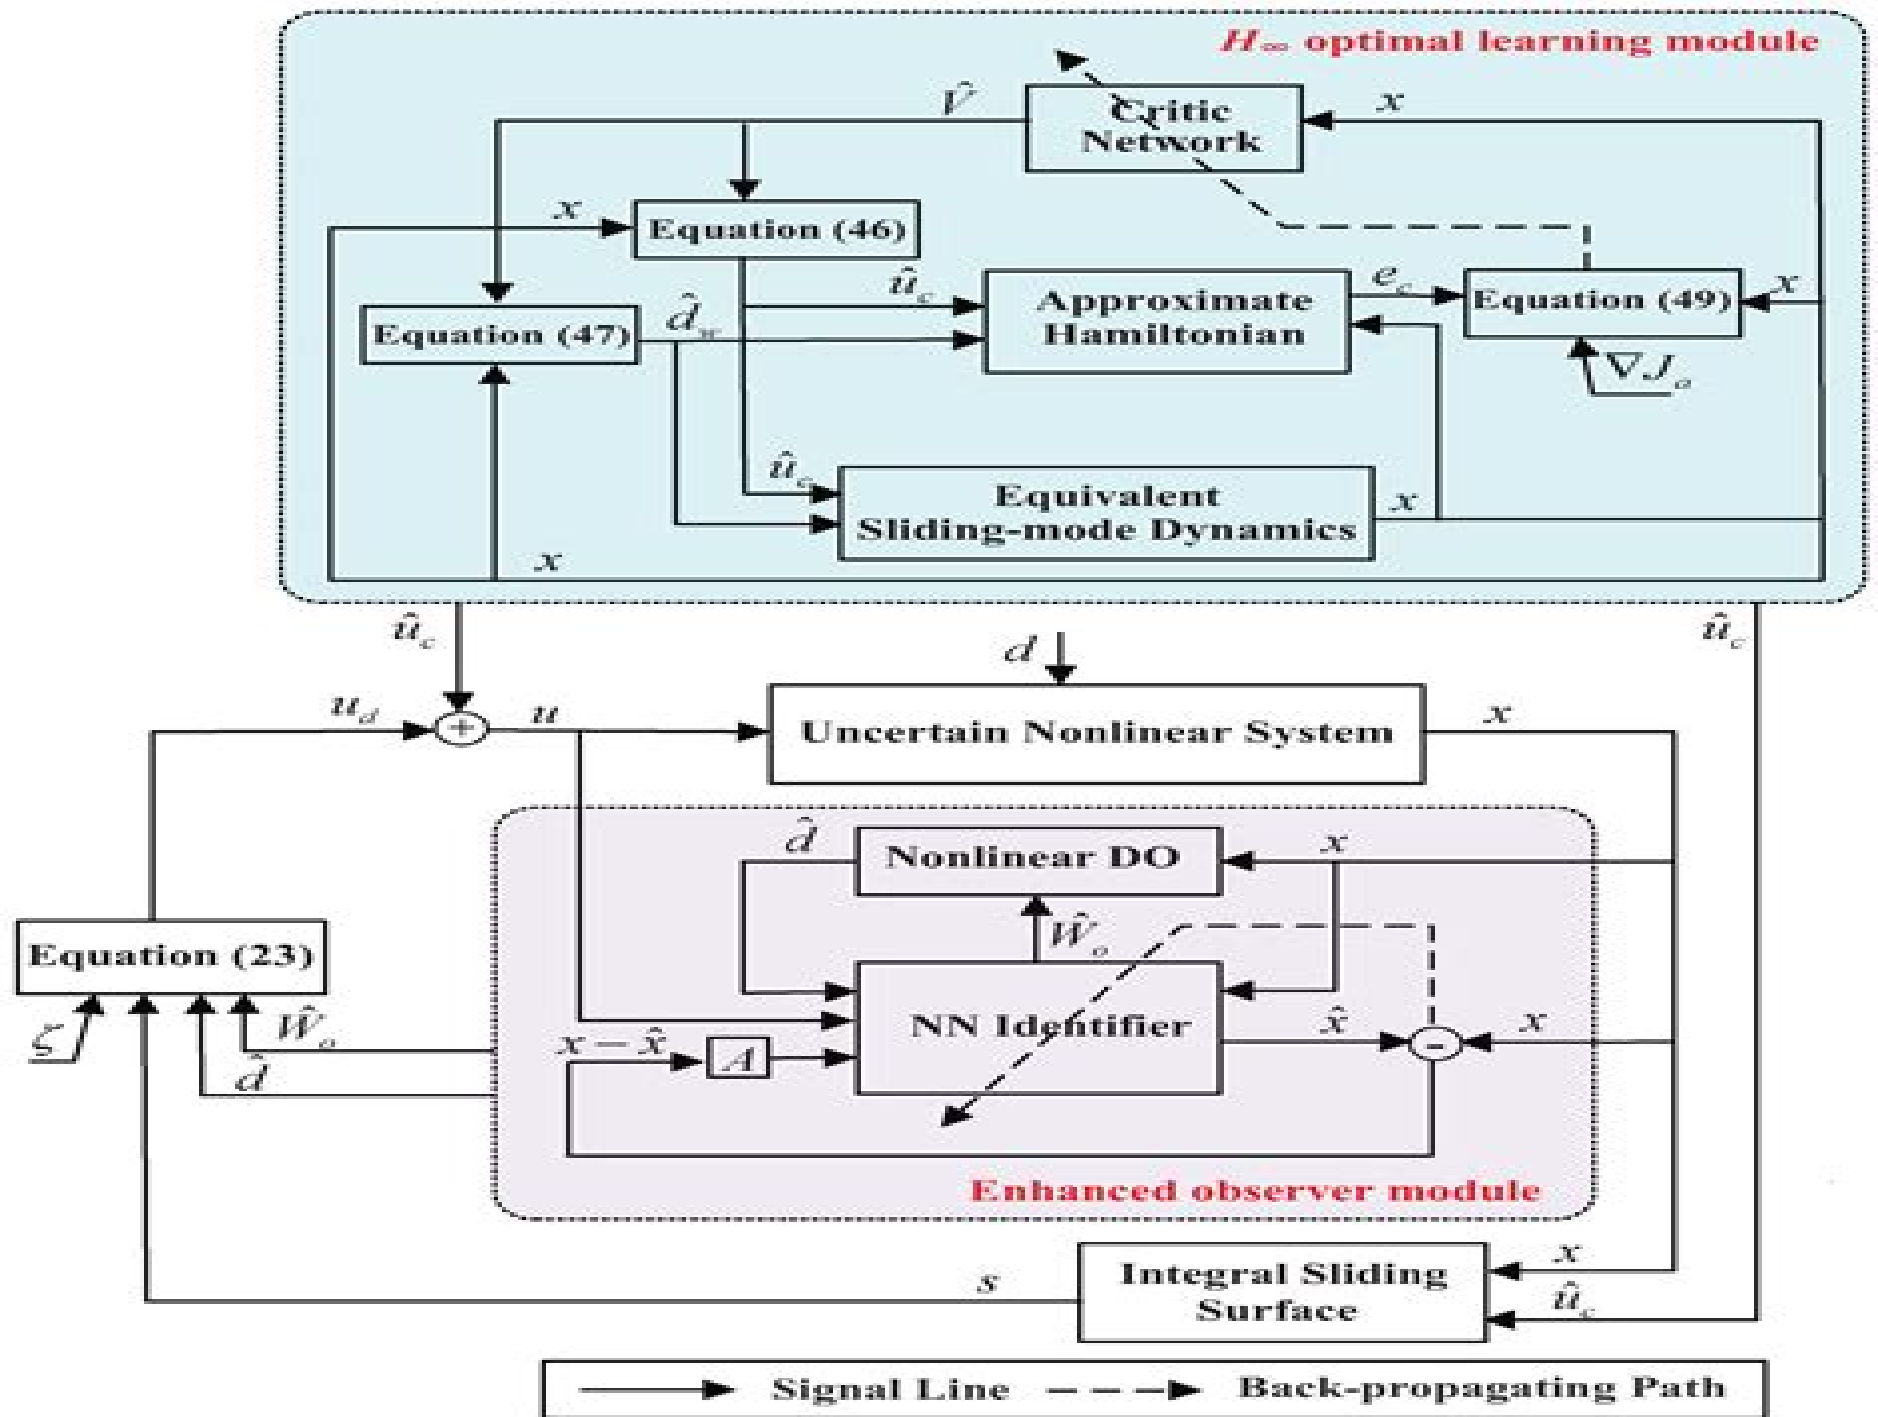 H∞ optimal learning module
V̂
Critic
Network
x
x
Equation (46)
û_c
Approximate
Hamiltonian
e_c
Equation (49)
x
Equation (47)
d̂_w
∇J_o
û_c
Equivalent
Sliding-mode Dynamics
x
x
û_c
d
û_c
u_d
+
u
Uncertain Nonlinear System
x
d̂
Nonlinear DO
x
Ŵ_o
Equation (23)
NN Identifier
x̂
-
x
ζ
Ŵ_o
x − x̂
A
d̂
Enhanced observer module
s
Integral Sliding
Surface
x
û_c
Signal Line
Back-propagating Path